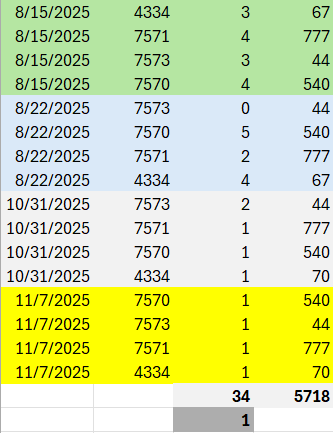 8/15/2025 4334 3 67
8/15/2025 7571 4 777
8/15/2025 7573 3 44
8/15/2025 7570 4 540
8/22/2025 7573 0 44
8/22/2025 7570 5 540
8/22/2025 7571 2 777
8/22/2025 4334 4 67
10/31/2025 7573 2 44
10/31/2025 7571 1 777
10/31/2025 7570 1 540
10/31/2025 4334 1 70
11/7/2025 7570 1 540
11/7/2025 7573 1 44
11/7/2025 7571 1 777
11/7/2025 4334 1 70
34 5718
1